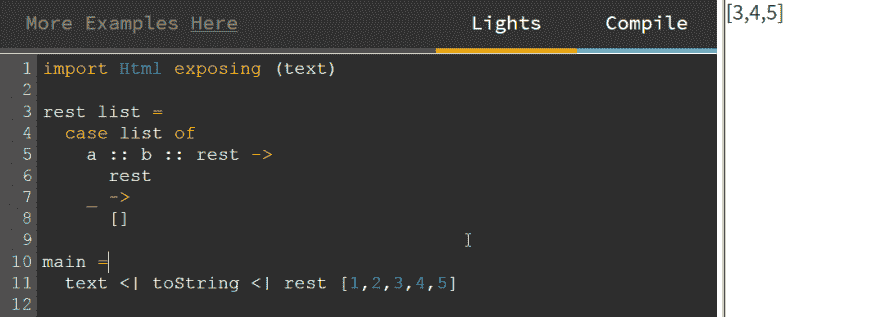 More Examples Here Lights Compile
[3,4,5]
1 import Html exposing (text)
2
3 rest list =
4   case list of
5     a :: b :: rest ->
6       rest
7     _ ->
8       []
9
10 main =
11   text <| toString <| rest [1,2,3,4,5]
12